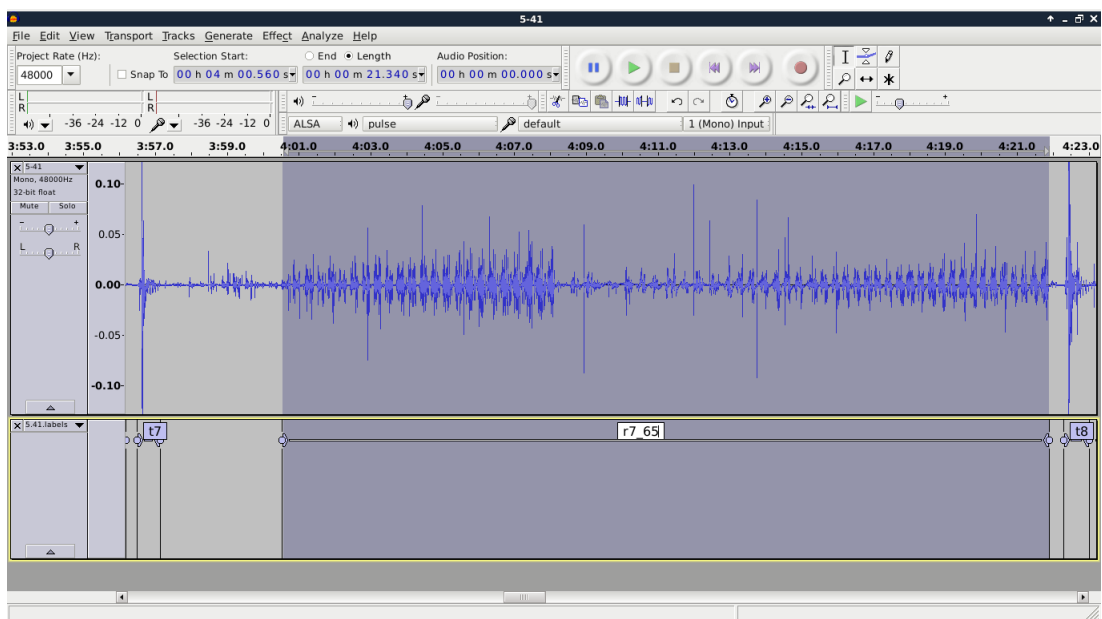 5-41
File Edit View Transport Tracks Generate Effect Analyze Help
Project Rate (Hz): Selection Start: End Length Audio Position:
48000 Snap To 00 h 04 m 00.560 s 00 h 00 m 21.340 s 00 h 00 m 00.000 s
L L
R R
-36 -24 -12 0 -36 -24 -12 0 ALSA pulse default 1 (Mono) Input
3:53.0 3:55.0 3:57.0 3:59.0 4:01.0 4:03.0 4:05.0 4:07.0 4:09.0 4:11.0 4:13.0 4:15.0 4:17.0 4:19.0 4:21.0 4:23.0
5-41
Mono, 48000Hz
32-bit float
Mute Solo
- +
L R
0.10
0.05
0.00
-0.05
-0.10
5.41.labels
t7 r7_65 t8